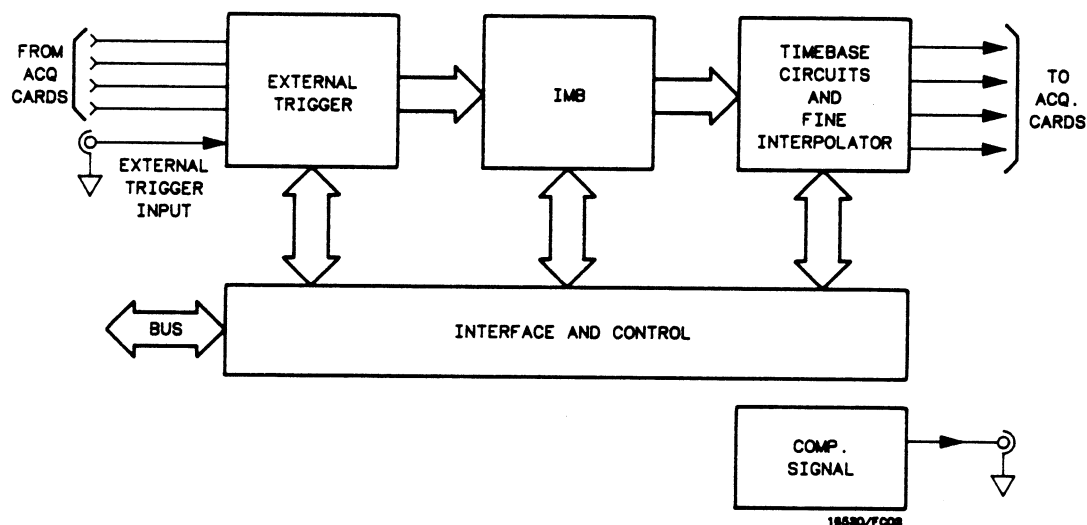 FROM
ACQ
CARDS
EXTERNAL
TRIGGER
INPUT
EXTERNAL
TRIGGER
IMB
TIMEBASE
CIRCUITS
AND
FINE
INTERPOLATOR
TO
ACQ.
CARDS
BUS
INTERFACE AND CONTROL
COMP.
SIGNAL